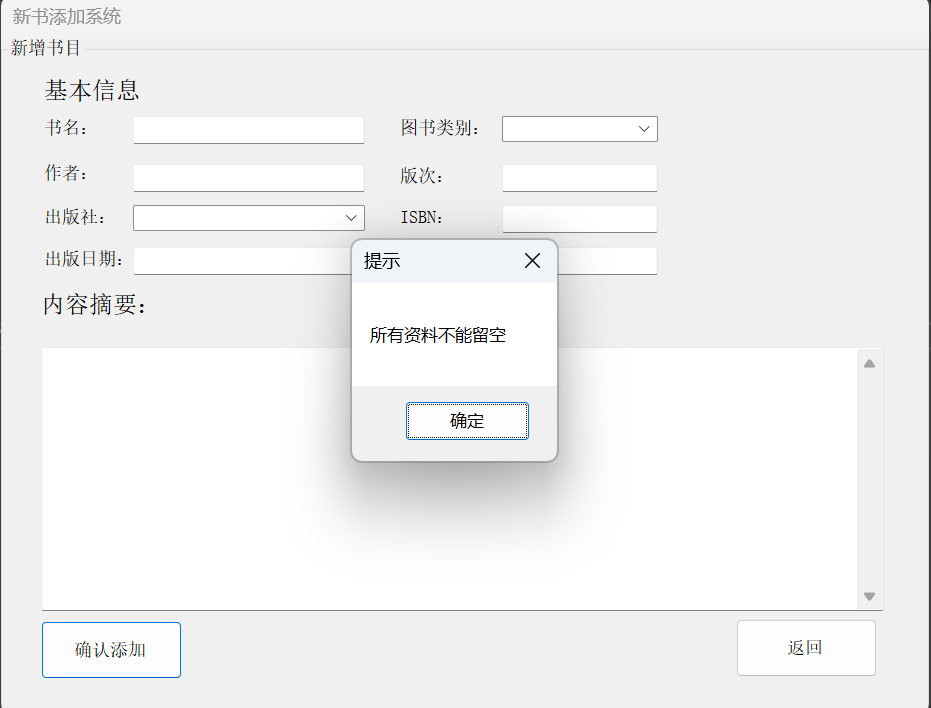 新书添加系统
新增书目
基本信息
书名： 图书类别：
作者： 版次：
出版社： ISBN：
出版日期：
提示
内容摘要：
所有资料不能留空
确定
确认添加 返回